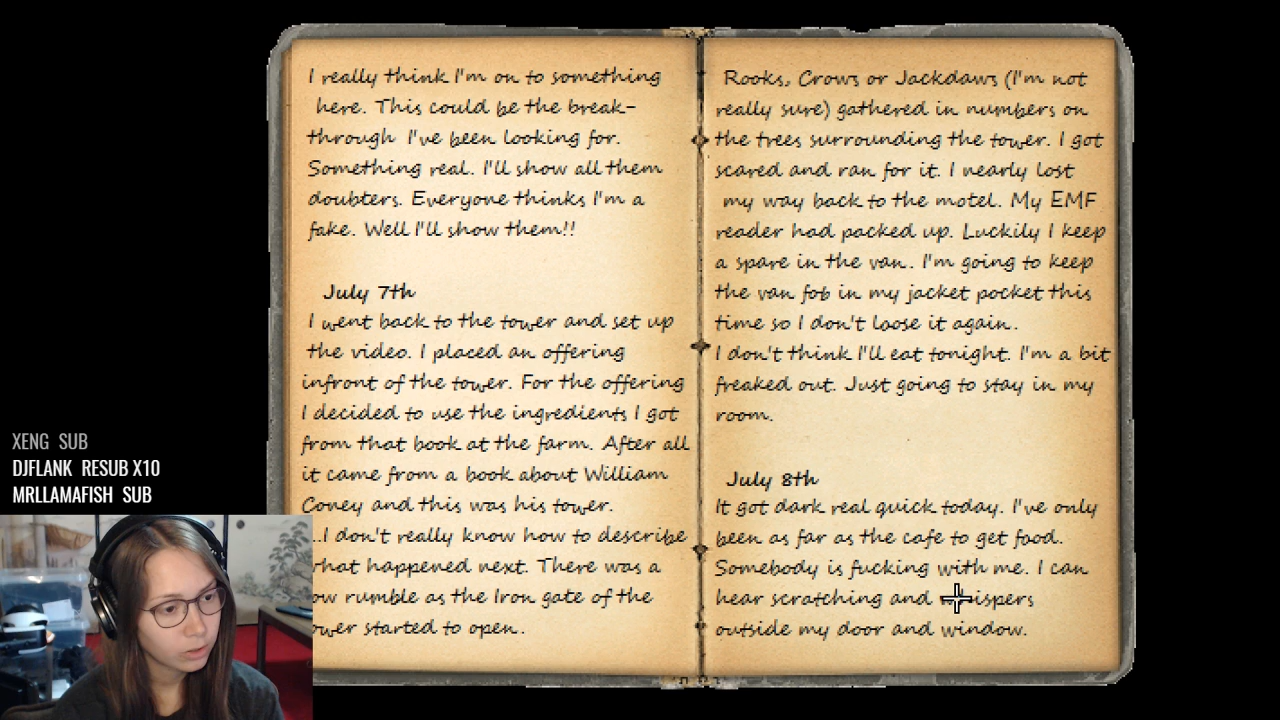 I really think I'm on to something
here. This could be the break-
through I've been looking for.
Something real. I'll show all them
doubters. Everyone thinks I'm a
fake. Well I'll show them!!
July 7th
I went back to the tower and set up
the video. I placed an offering
infront of the tower. For the offering
I decided to use the ingredients I got
from that book at the farm. After all
it came from a book about William
Coney and this was his tower.
..I don't really know how to describe
what happened next. There was a
low rumble as the Iron gate of the
tower started to open.
Rooks, Crows or Jackdaws (I'm not
really sure) gathered in numbers on
the trees surrounding the tower. I got
scared and ran for it. I nearly lost
my way back to the motel. My EMF
reader had packed up. Luckily I keep
a spare in the van. I'm going to keep
the van fob in my jacket pocket this
time so I don't loose it again.
I don't think I'll eat tonight. I'm a bit
freaked out. Just going to stay in my
room.
July 8th
It got dark real quick today. I've only
been as far as the cafe to get food.
Somebody is fucking with me. I can
hear scratching and whispers
outside my door and window.
XENG SUB
DJFLANK RESUB X10
MRLLAMAFISH SUB